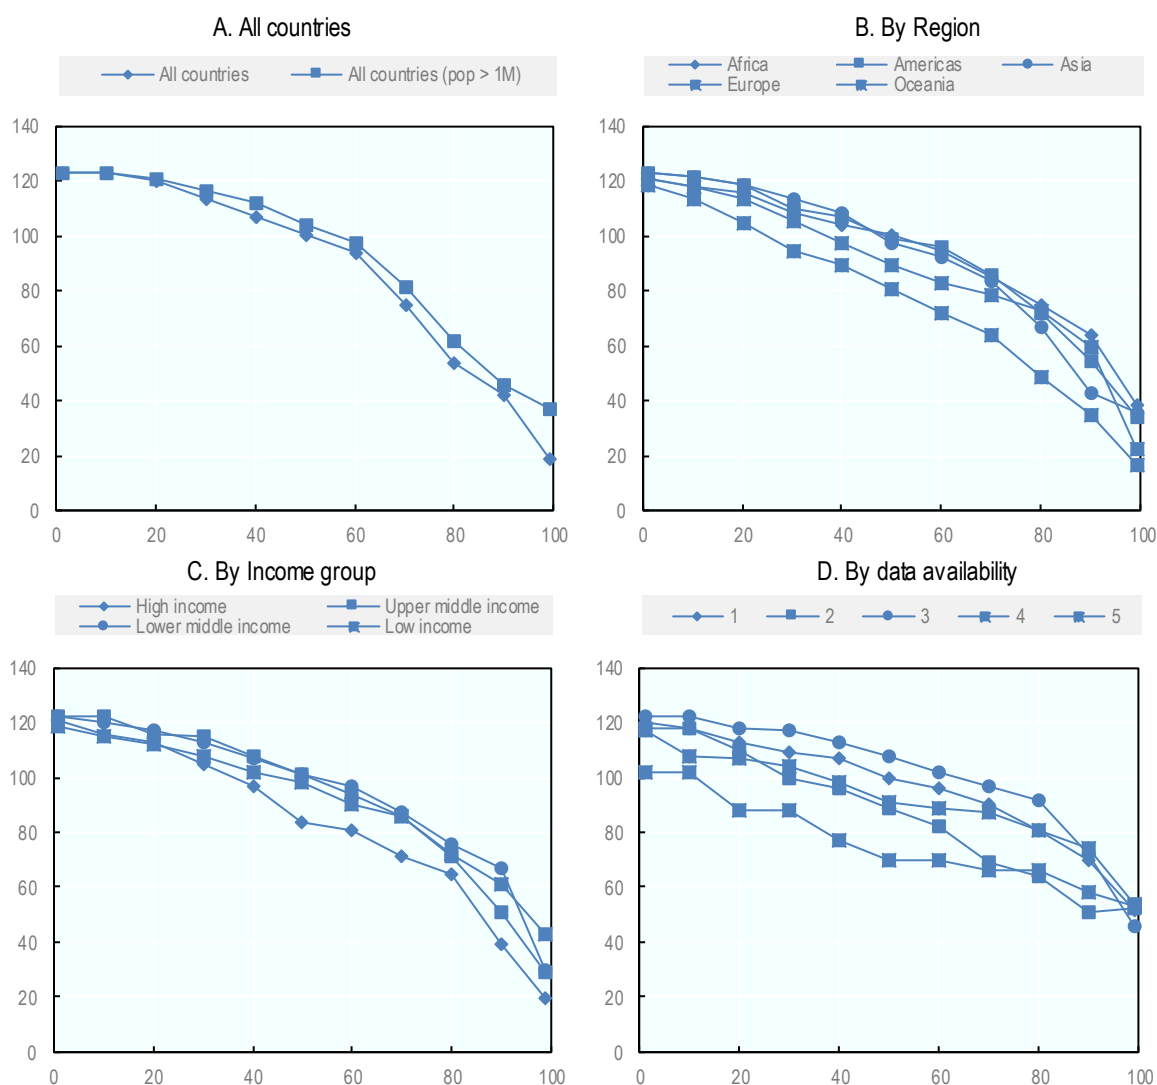 A. All countries
All countries All countries (pop > 1M)
140
120
100
80
60
40
20
0
0 20 40 60 80 100
B. By Region
Africa Americas Asia
Europe Oceania
140
120
100
80
60
40
20
0
0 20 40 60 80 100
C. By Income group
High income Upper middle income
Lower middle income Low income
140
120
100
80
60
40
20
0
0 20 40 60 80 100
D. By data availability
1 2 3 4 5
140
120
100
80
60
40
20
0
0 20 40 60 80 100